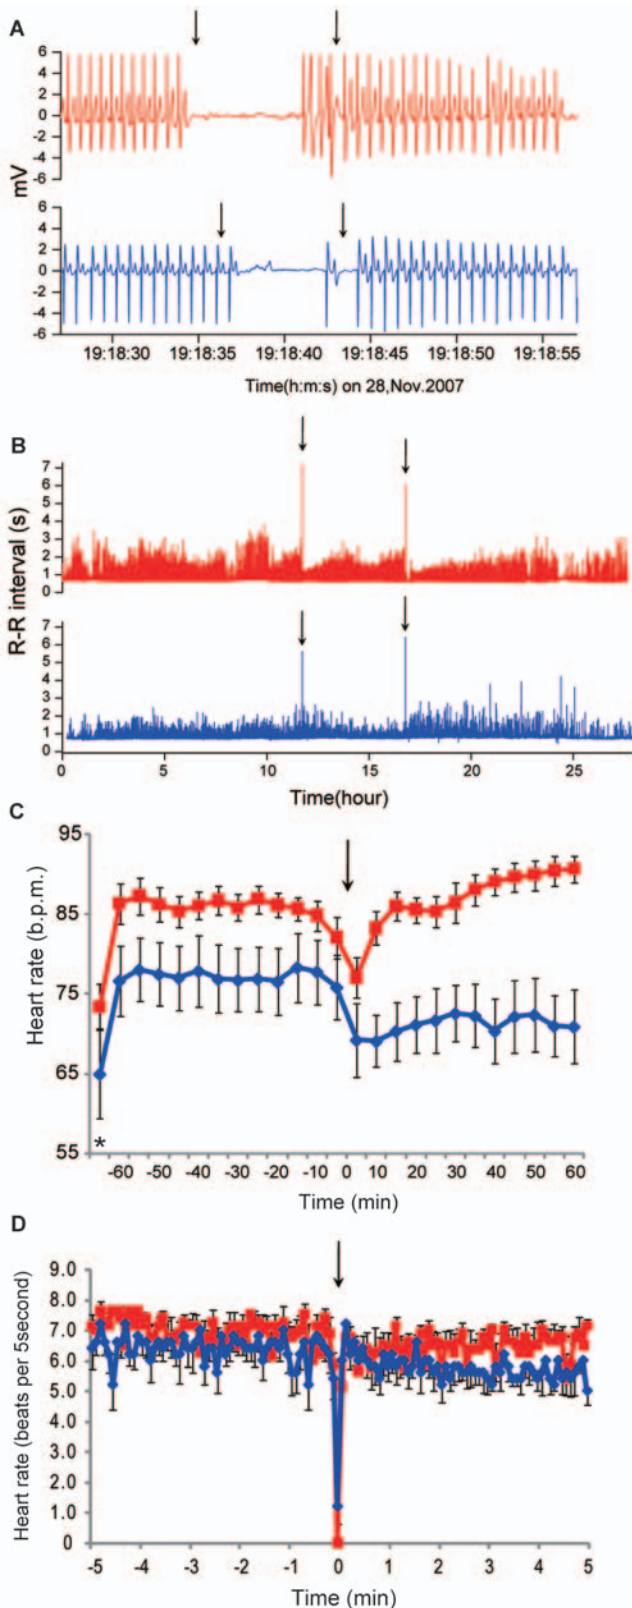 A
6
4
2
0
-2
-4
-6
mV
6
4
2
0
-2
-4
-6
19:18:30 19:18:35 19:18:40 19:18:45 19:18:50 19:18:55
Time(h:m:s) on 28,Nov.2007
B
7
6
5
4
3
2
1
0
R-R interval (s)
7
6
5
4
3
2
1
0
0 5 10 15 20 25
Time(hour)
C
95
85
75
65
55
Heart rate (b.p.m.)
*
-60 -50 -40 -30 -20 -10 0 10 20 30 40 50 60
Time (min)
D
9.0
8.0
7.0
6.0
5.0
4.0
3.0
2.0
1.0
0
Heart rate (beats per 5second)
-5 -4 -3 -2 -1 0 1 2 3 4 5
Time (min)